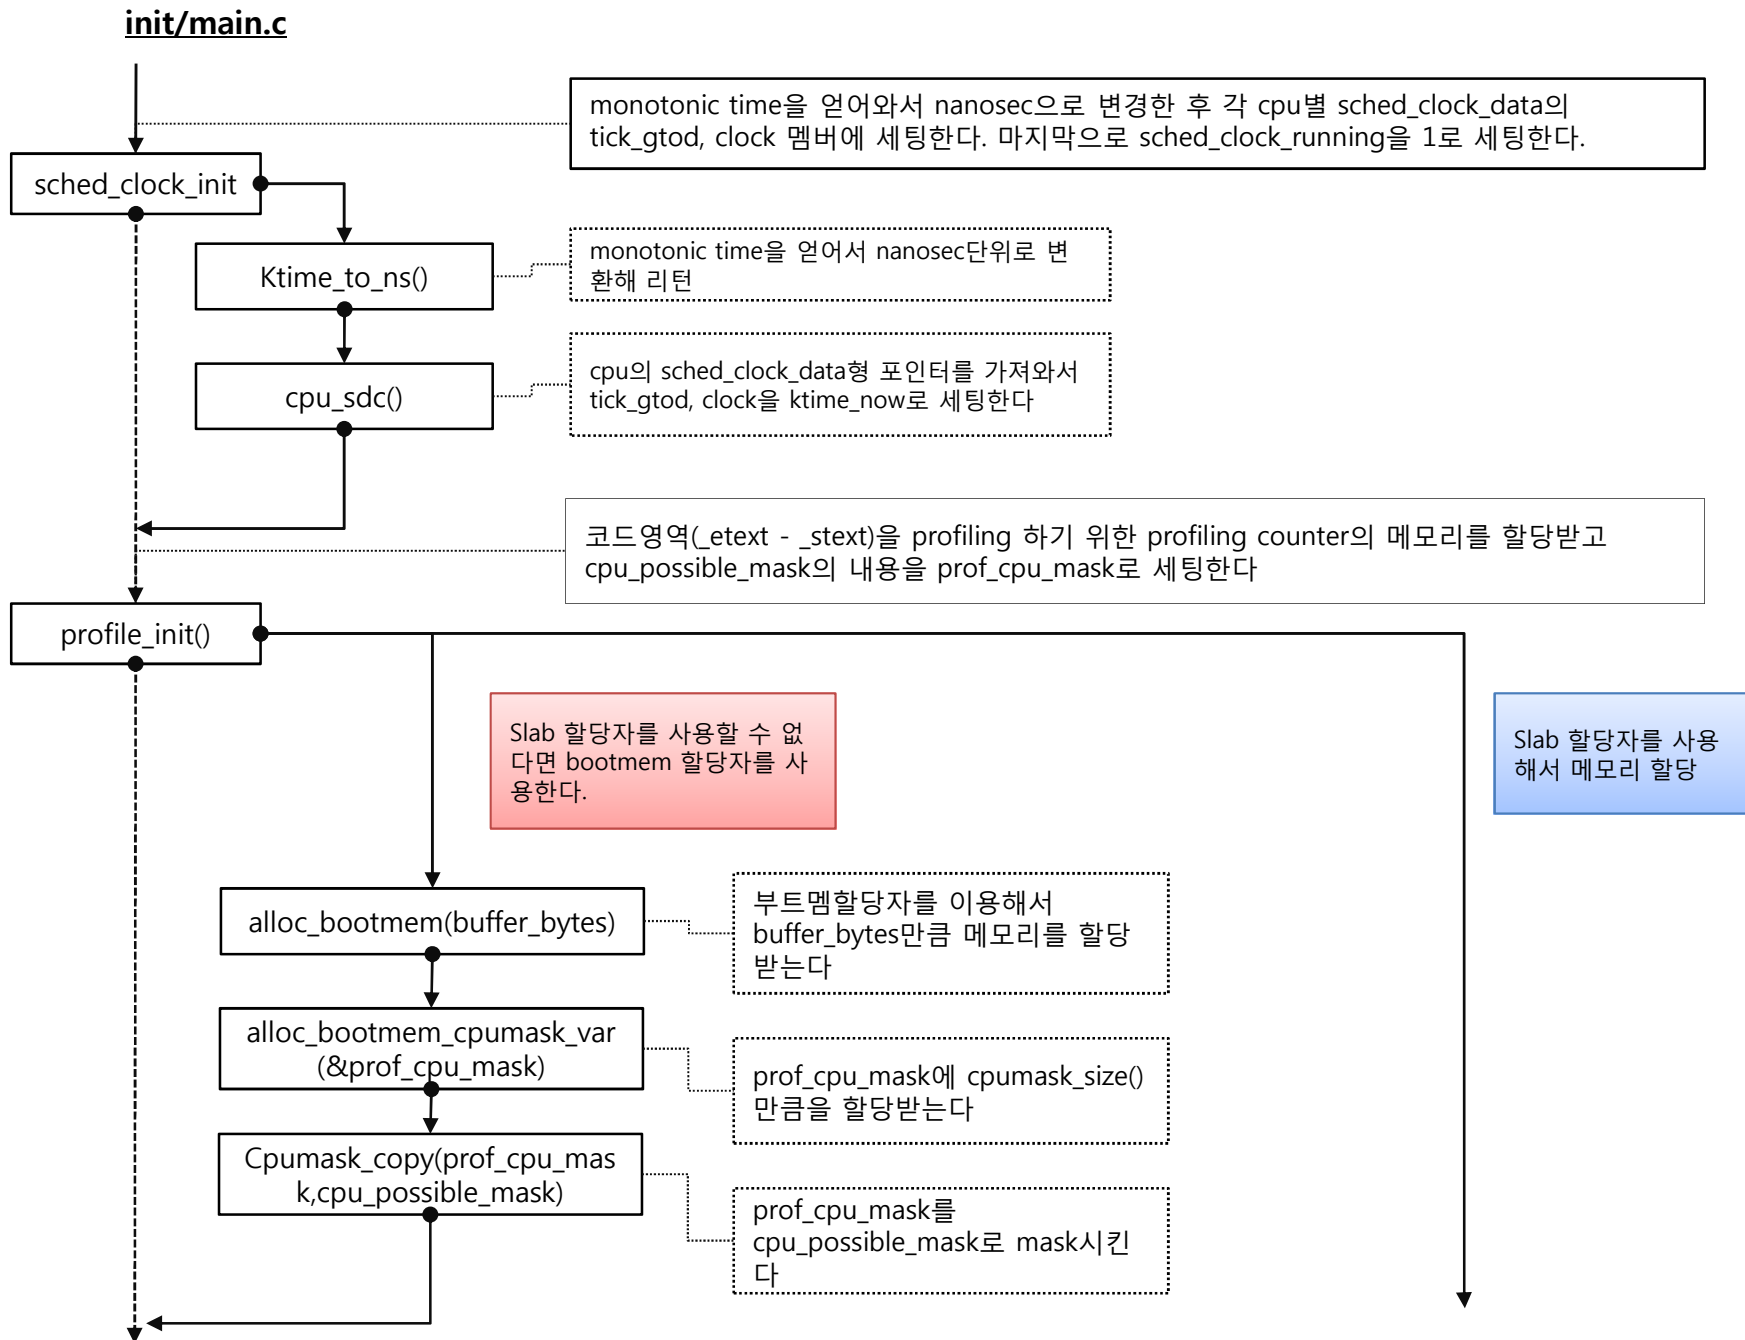 init/main.c
monotonic time을 얻어와서 nanosec으로 변경한 후 각 cpu별 sched_clock_data의
tick_gtod, clock 멤버에 세팅한다. 마지막으로 sched_clock_running을 1로 세팅한다.
sched_clock_init
monotonic time을 얻어서 nanosec단위로 변
환해 리턴
Ktime_to_ns()
cpu의 sched_clock_data형 포인터를 가져와서
tick_gtod, clock을 ktime_now로 세팅한다
cpu_sdc()
코드영역(_etext - _stext)을 profiling 하기 위한 profiling counter의 메모리를 할당받고
cpu_possible_mask의 내용을 prof_cpu_mask로 세팅한다
profile_init()
Slab 할당자를 사용할 수 없
다면 bootmem 할당자를 사
용한다.
Slab 할당자를 사용
해서 메모리 할당
alloc_bootmem(buffer_bytes)
부트멤할당자를 이용해서
buffer_bytes만큼 메모리를 할당
받는다
alloc_bootmem_cpumask_var
(&prof_cpu_mask)
prof_cpu_mask에 cpumask_size()
만큼을 할당받는다
Cpumask_copy(prof_cpu_mas
k,cpu_possible_mask)
prof_cpu_mask를
cpu_possible_mask로 mask시킨
다